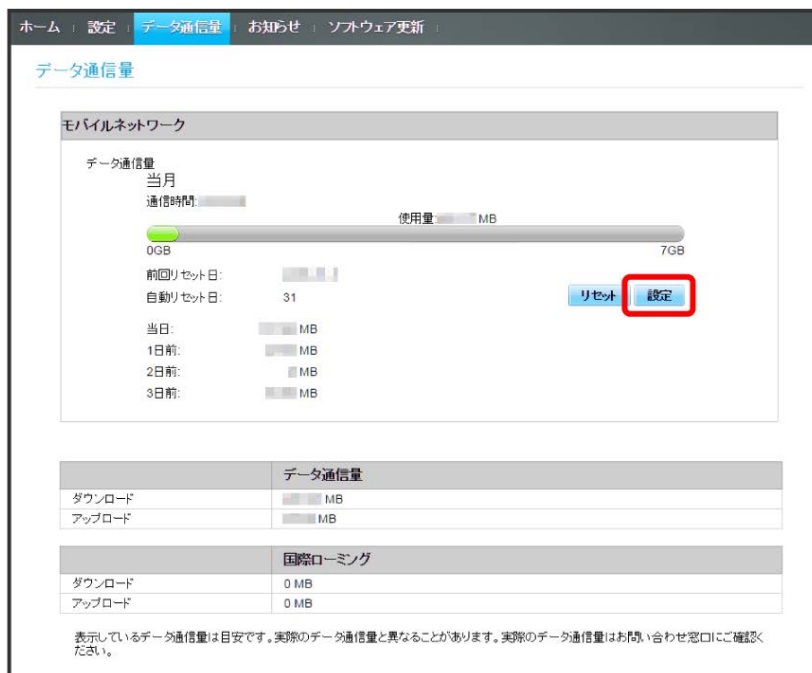 ホーム 設定 データ通信量 お知らせ ソフトウェア更新
データ通信量
モバイルネットワーク
データ通信量
当月
通信時間:
使用量: MB
0GB 7GB
前回リセット日:
自動リセット日: 31
リセット 設定
当日: MB
1日前: MB
2日前: MB
3日前: MB
データ通信量
ダウンロード MB
アップロード MB
国際ローミング
ダウンロード 0 MB
アップロード 0 MB
表示しているデータ通信量は目安です。実際のデータ通信量と異なることがあります。実際のデータ通信量はお問い合わせ窓口にご確認く
ださい。